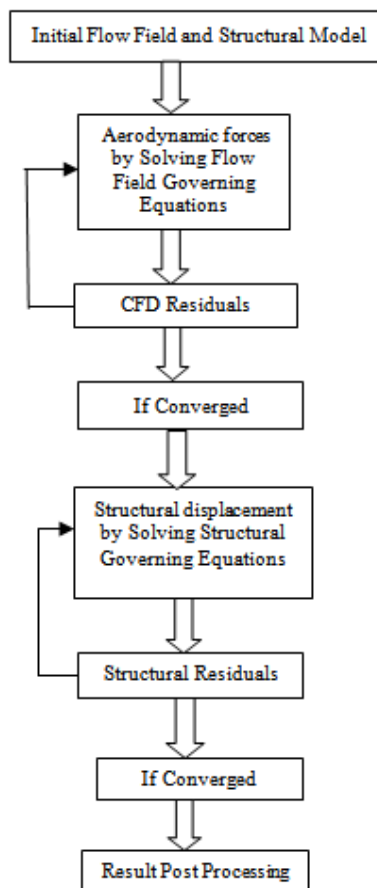 Initial Flow Field and Structural Model
Aerodynamic forces
by Solving Flow
Field Governing
Equations
CFD Residuals
If Converged
Structural displacement
by Solving Structural
Governing Equations
Structural Residuals
If Converged
Result Post Processing